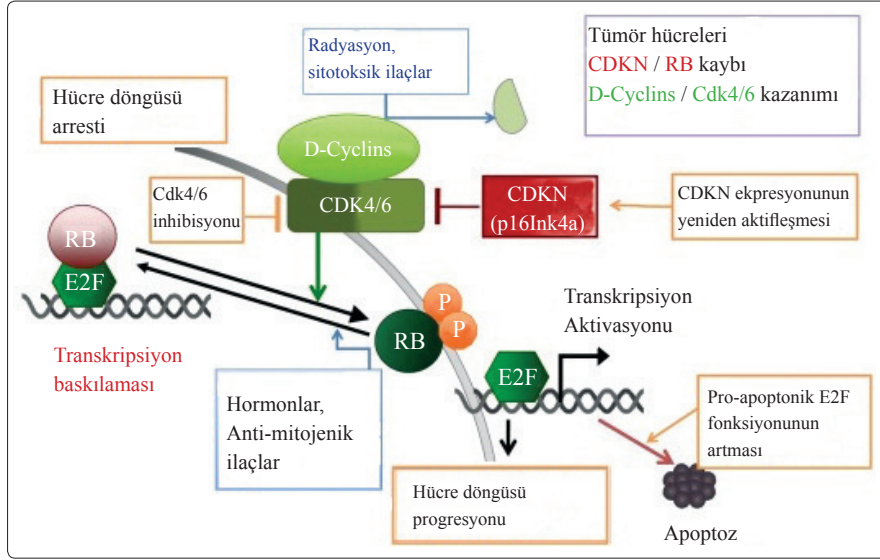 Radyasyon,
sitotoksik ilaçlar
Tümör hücreleri
CDKN / RB kaybı
D-Cyclins / Cdk4/6 kazanımı
Hücre döngüsü
arresti
D-Cyclins
CDK4/6
Cdk4/6
inhibisyonu
CDKN
(p16Ink4a)
CDKN ekpresyonunun
yeniden aktifleşmesi
RB
E2F
Transkripsiyon
baskılaması
P
P
RB
Transkripsiyon
Aktivasyonu
E2F
Hormonlar,
Anti-mitojenik
ilaçlar
Pro-apoptonik E2F
fonksiyonunun
artması
Hücre döngüsü
progresyonu
Apoptoz